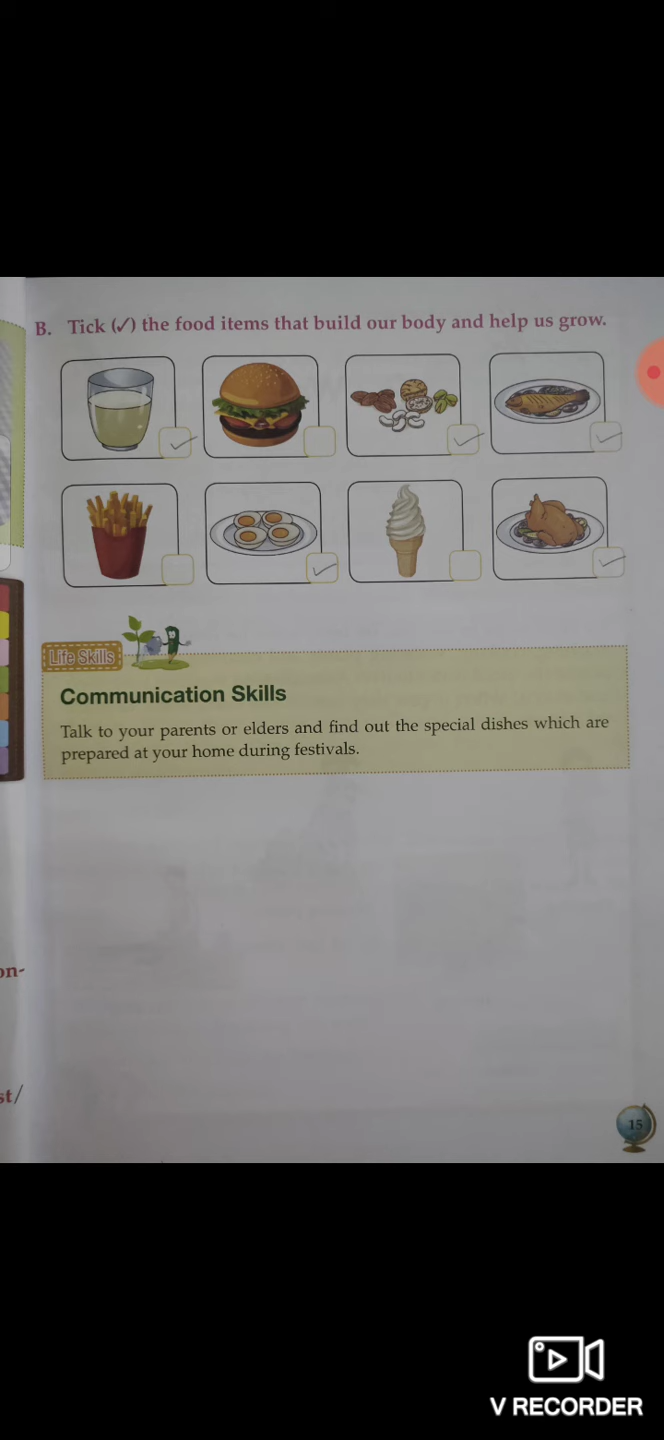 B. Tick (✓) the food items that build our body and help us grow.
Life Skills
Communication Skills
Talk to your parents or elders and find out the special dishes which are
prepared at your home during festivals.
on-
st/
15
V RECORDER